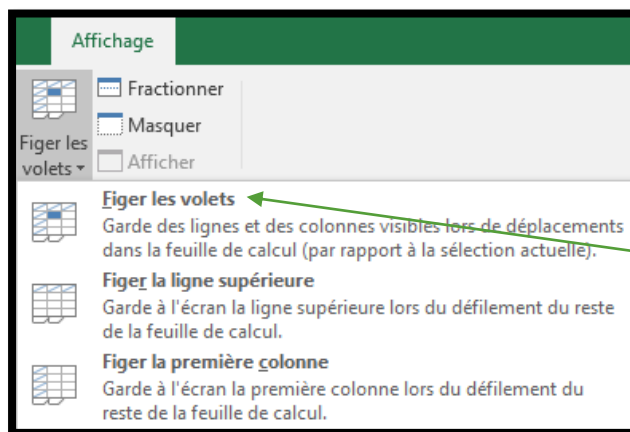 Affichage
Fractionner
Masquer
Afficher
Figer les
volets
Figer les volets
Garde des lignes et des colonnes visibles lors de déplacements
dans la feuille de calcul (par rapport à la sélection actuelle).
Figer la ligne supérieure
Garde à l'écran la ligne supérieure lors du défilement du reste
de la feuille de calcul.
Figer la première colonne
Garde à l'écran la première colonne lors du défilement du
reste de la feuille de calcul.